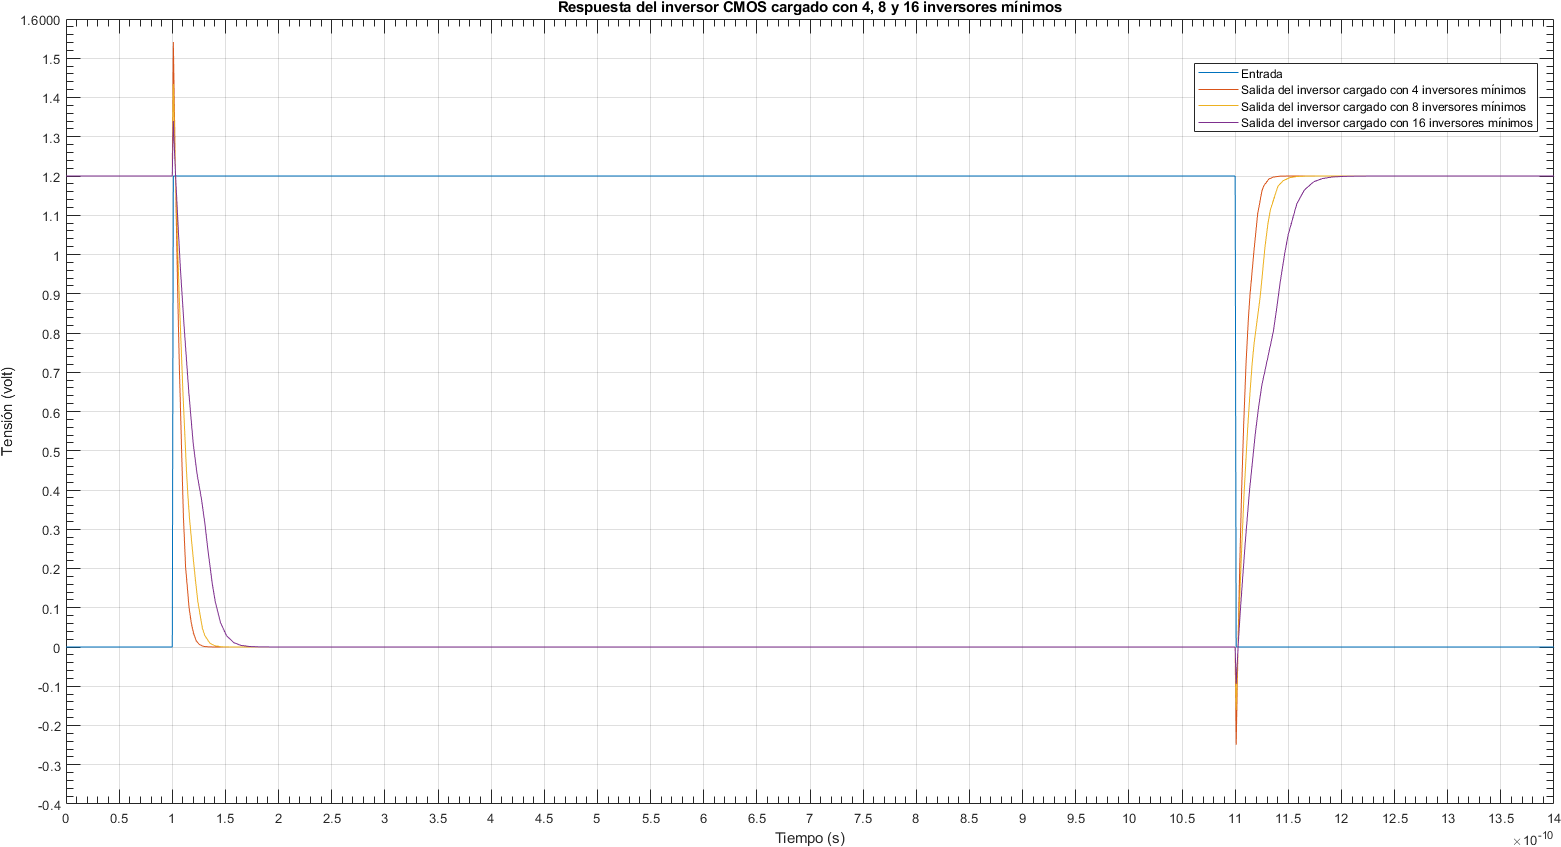 Respuesta del inversor CMOS cargado con 4, 8 y 16 inversores mínimos
1.6000
1.5
1.4
1.3
1.2
1.1
1
0.9
0.8
0.7
0.6
0.5
0.4
0.3
0.2
0.1
0
-0.1
-0.2
-0.3
-0.4
Tensión (volt)
Entrada
Salida del inversor cargado con 4 inversores mínimos
Salida del inversor cargado con 8 inversores mínimos
Salida del inversor cargado con 16 inversores mínimos
0 0.5 1 1.5 2 2.5 3 3.5 4 4.5 5 5.5 6 6.5 7 7.5 8 8.5 9 9.5 10 10.5 11 11.5 12 12.5 13 13.5 14
Tiempo (s)
×10⁻¹⁰